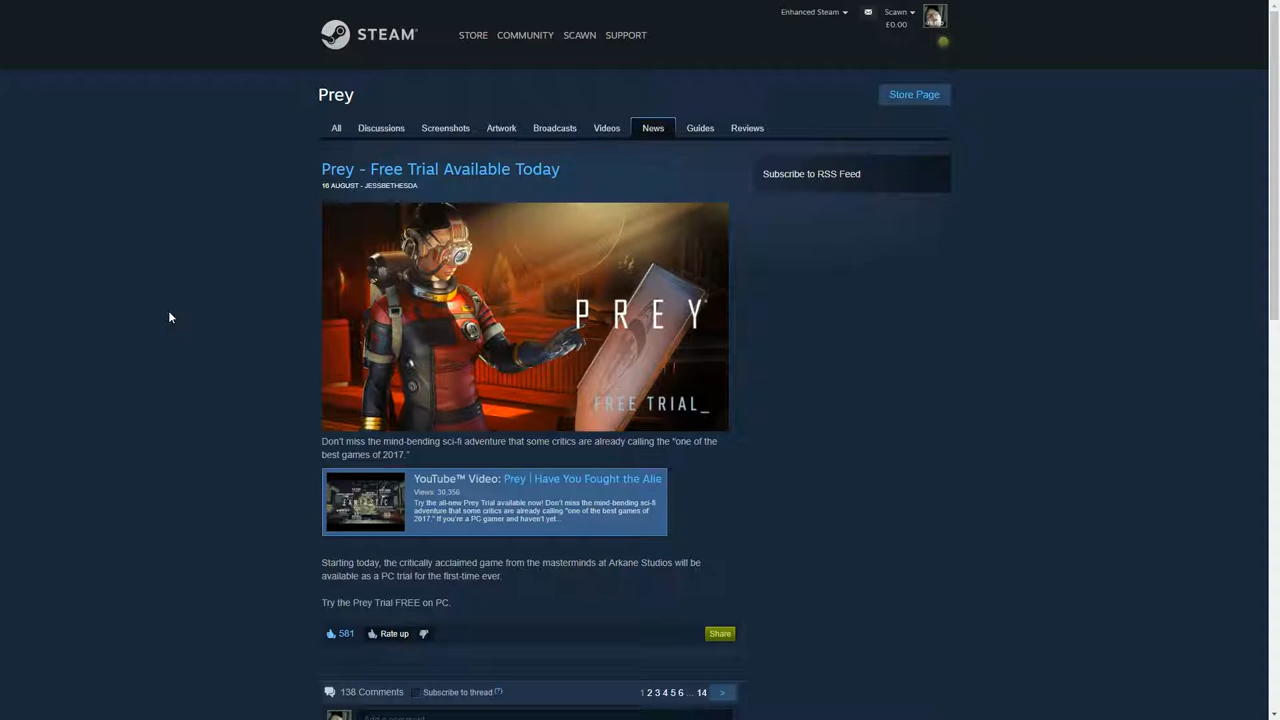 Enhanced Steam
Scawn
£0.00
STEAM
STORE COMMUNITY SCAWN SUPPORT
Prey
Store Page
All Discussions Screenshots Artwork Broadcasts Videos News Guides Reviews
Prey - Free Trial Available Today
16 AUGUST - JESSBETHESDA
Subscribe to RSS Feed
PREY
FREE TRIAL_
Don't miss the mind-bending sci-fi adventure that some critics are already calling the "one of the
best games of 2017."
YouTube™ Video: Prey | Have You Fought the Alie
Views: 30,356
Try the all-new Prey Trial available now! Don't miss the mind-bending sci-fi
adventure that some critics are already calling "one of the best games of
2017." If you're a PC gamer and haven't yet...
FANTASTIC
Starting today, the critically acclaimed game from the masterminds at Arkane Studios will be
available as a PC trial for the first-time ever.
Try the Prey Trial FREE on PC.
581 Rate up
Share
138 Comments Subscribe to thread (?)
1 2 3 4 5 6 ... 14 >
Add a comment